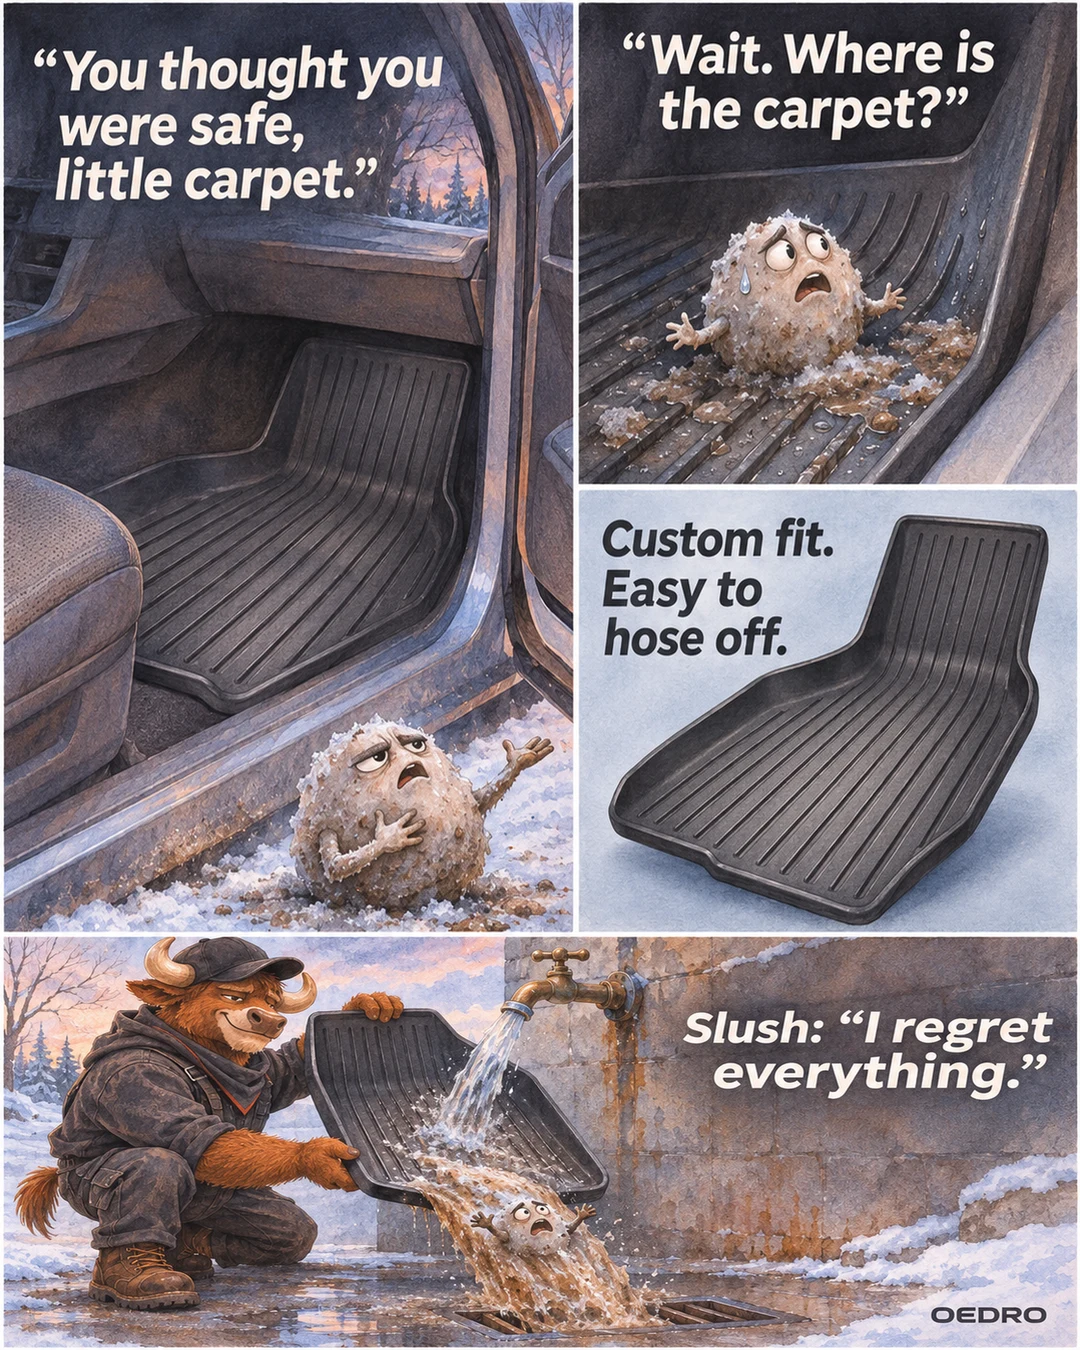 “You thought you
were safe,
little carpet.”
“Wait. Where is
the carpet?”
Custom fit.
Easy to
hose off.
Slush: “I regret
everything.”
OEDRO